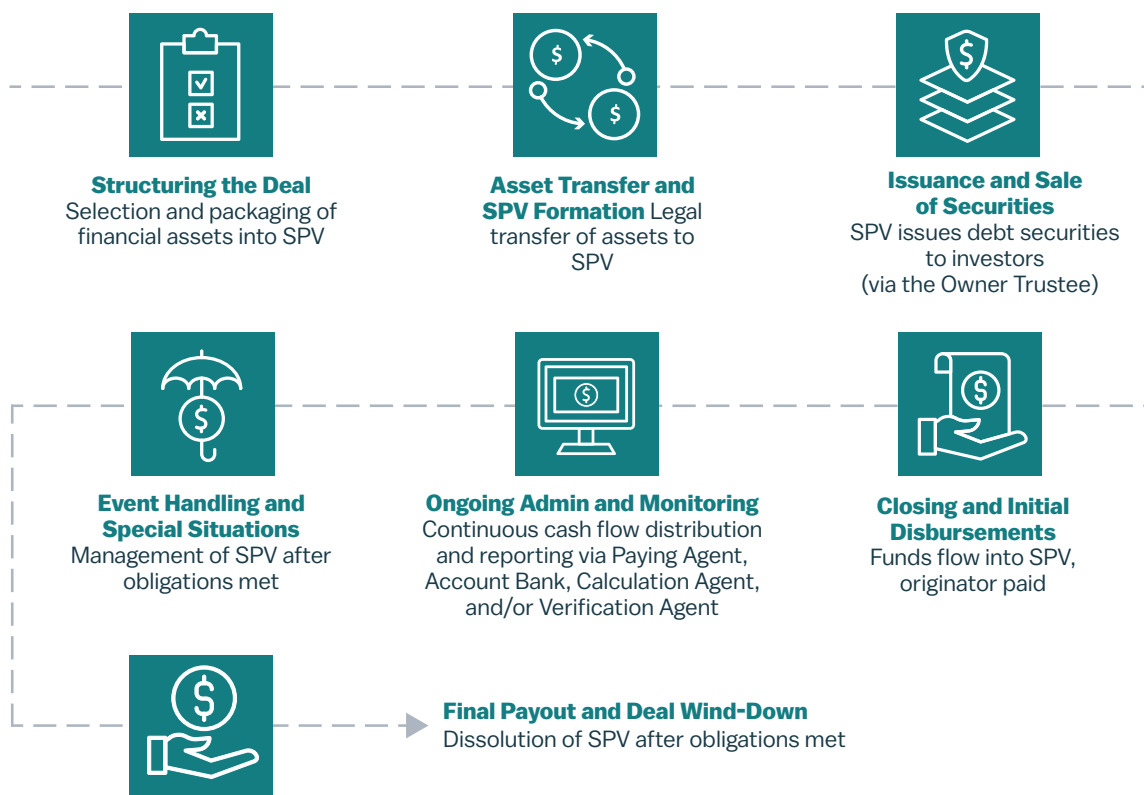 Structuring the Deal
Selection and packaging of
financial assets into SPV
Asset Transfer and
SPV Formation Legal
transfer of assets to
SPV
Issuance and Sale
of Securities
SPV issues debt securities
to investors
(via the Owner Trustee)
Event Handling and
Special Situations
Management of SPV after
obligations met
Ongoing Admin and Monitoring
Continuous cash flow distribution
and reporting via Paying Agent,
Account Bank, Calculation Agent,
and/or Verification Agent
Closing and Initial
Disbursements
Funds flow into SPV,
originator paid
Final Payout and Deal Wind-Down
Dissolution of SPV after obligations met